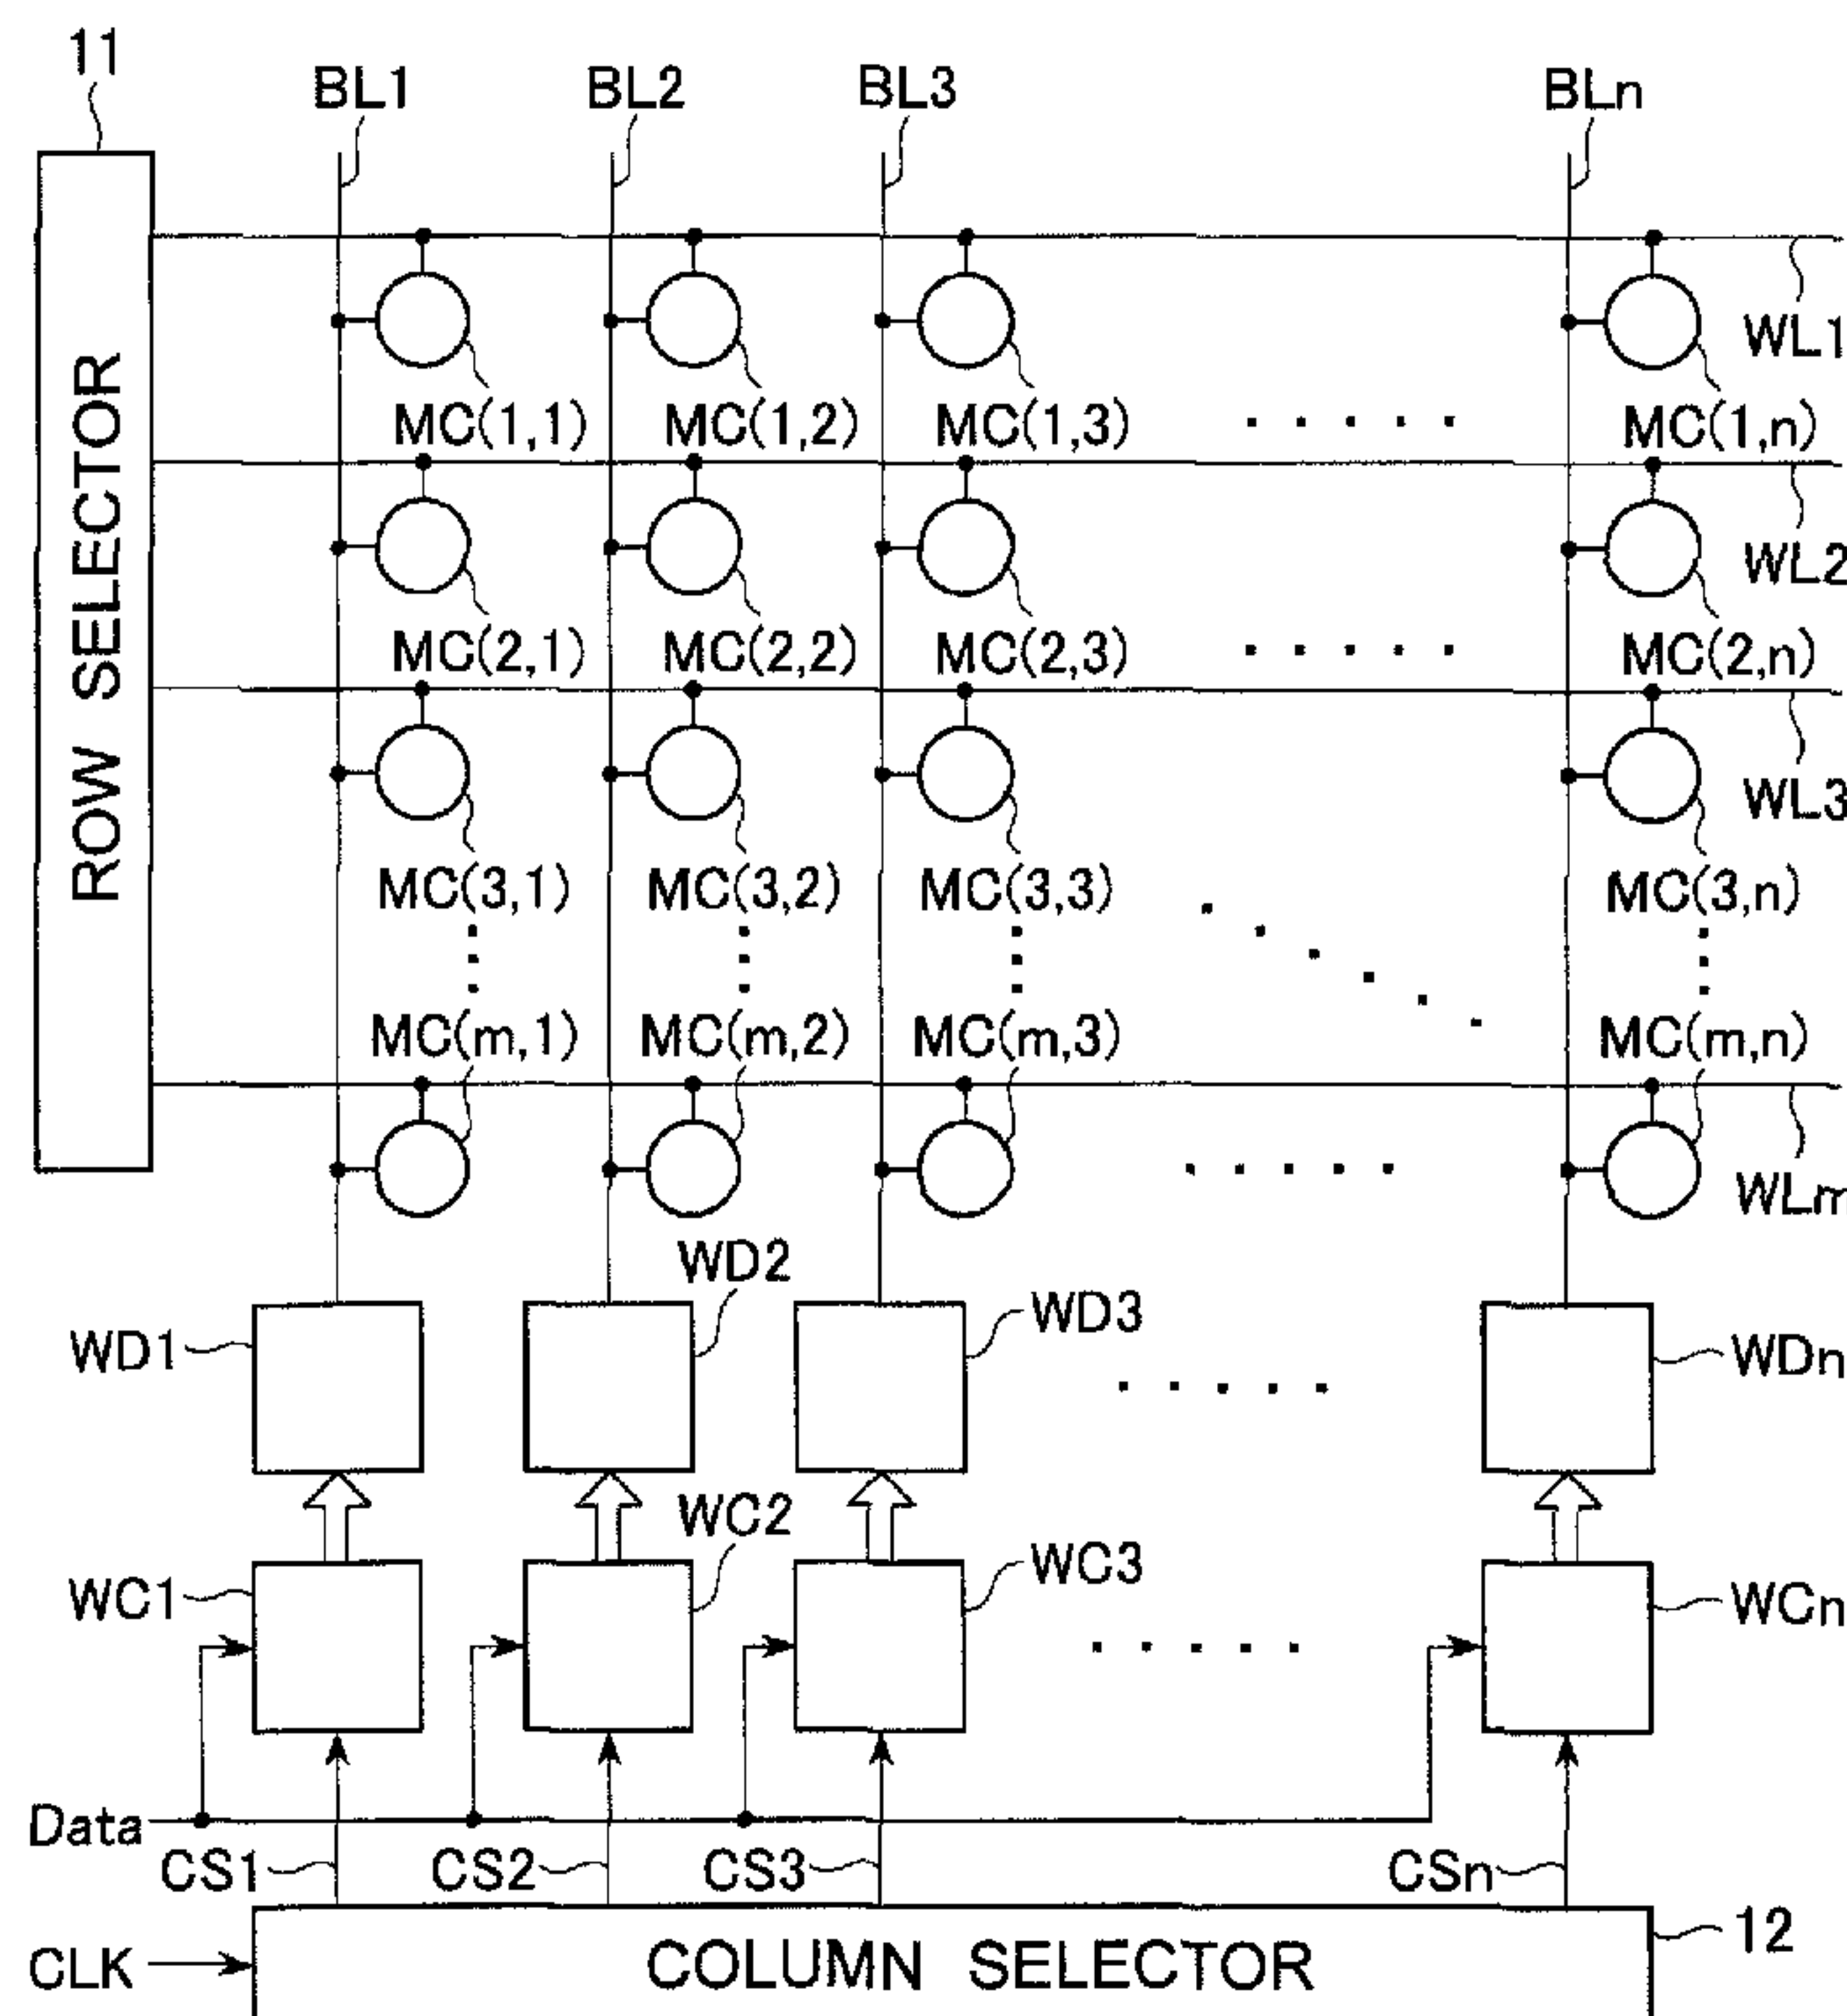 11
BL1 BL2 BL3 BLn
ROW SELECTOR
WL1
MC(1,1) MC(1,2) MC(1,3) ..... MC(1,n)
WL2
MC(2,1) MC(2,2) MC(2,3) ..... MC(2,n)
WL3
MC(3,1) MC(3,2) MC(3,3) MC(3,n)
MC(m,1) MC(m,2) MC(m,3) MC(m,n)
WLm
WD1 WD2 WD3 ..... WDn
WC1 WC2 WC3 ..... WCn
Data
CS1 CS2 CS3 CSn
12
CLK
COLUMN SELECTOR